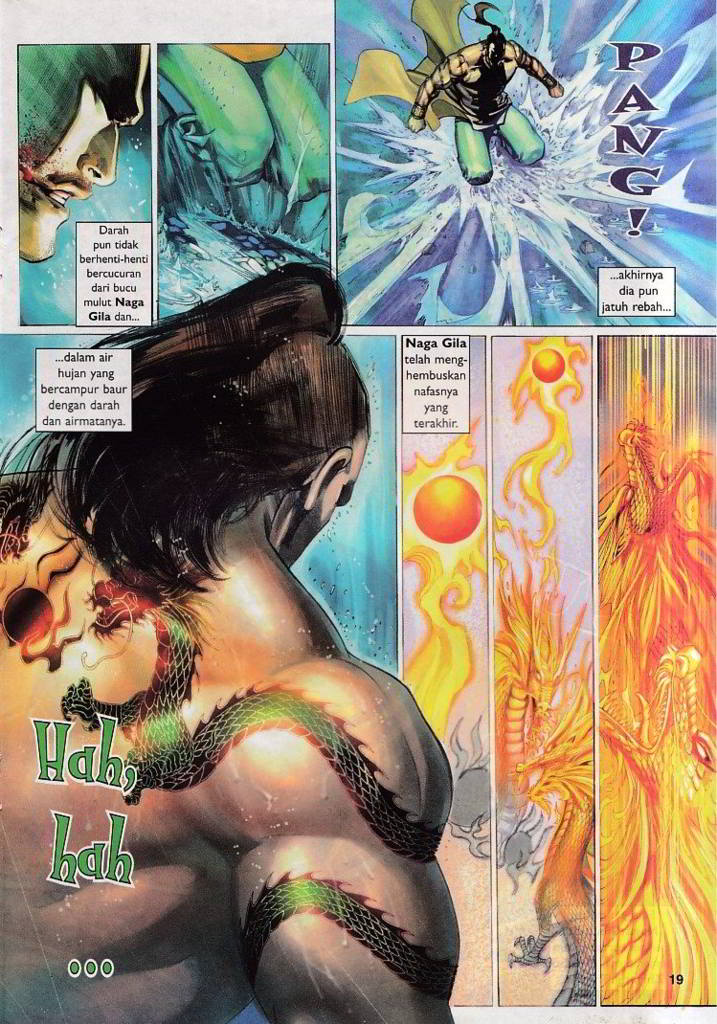 Darah
pun tidak
berhenti-henti
bercucuran
dari bucu
mulut Naga
Gila dan...
PANG!
...akhirnya
dia pun
jatuh rebah...
...dalam air
hujan yang
bercampur baur
dengan darah
dan airmatanya.
Naga Gila
telah meng-
hembuskan
nafasnya
yang
terakhir.
Hah,
hah
...
19